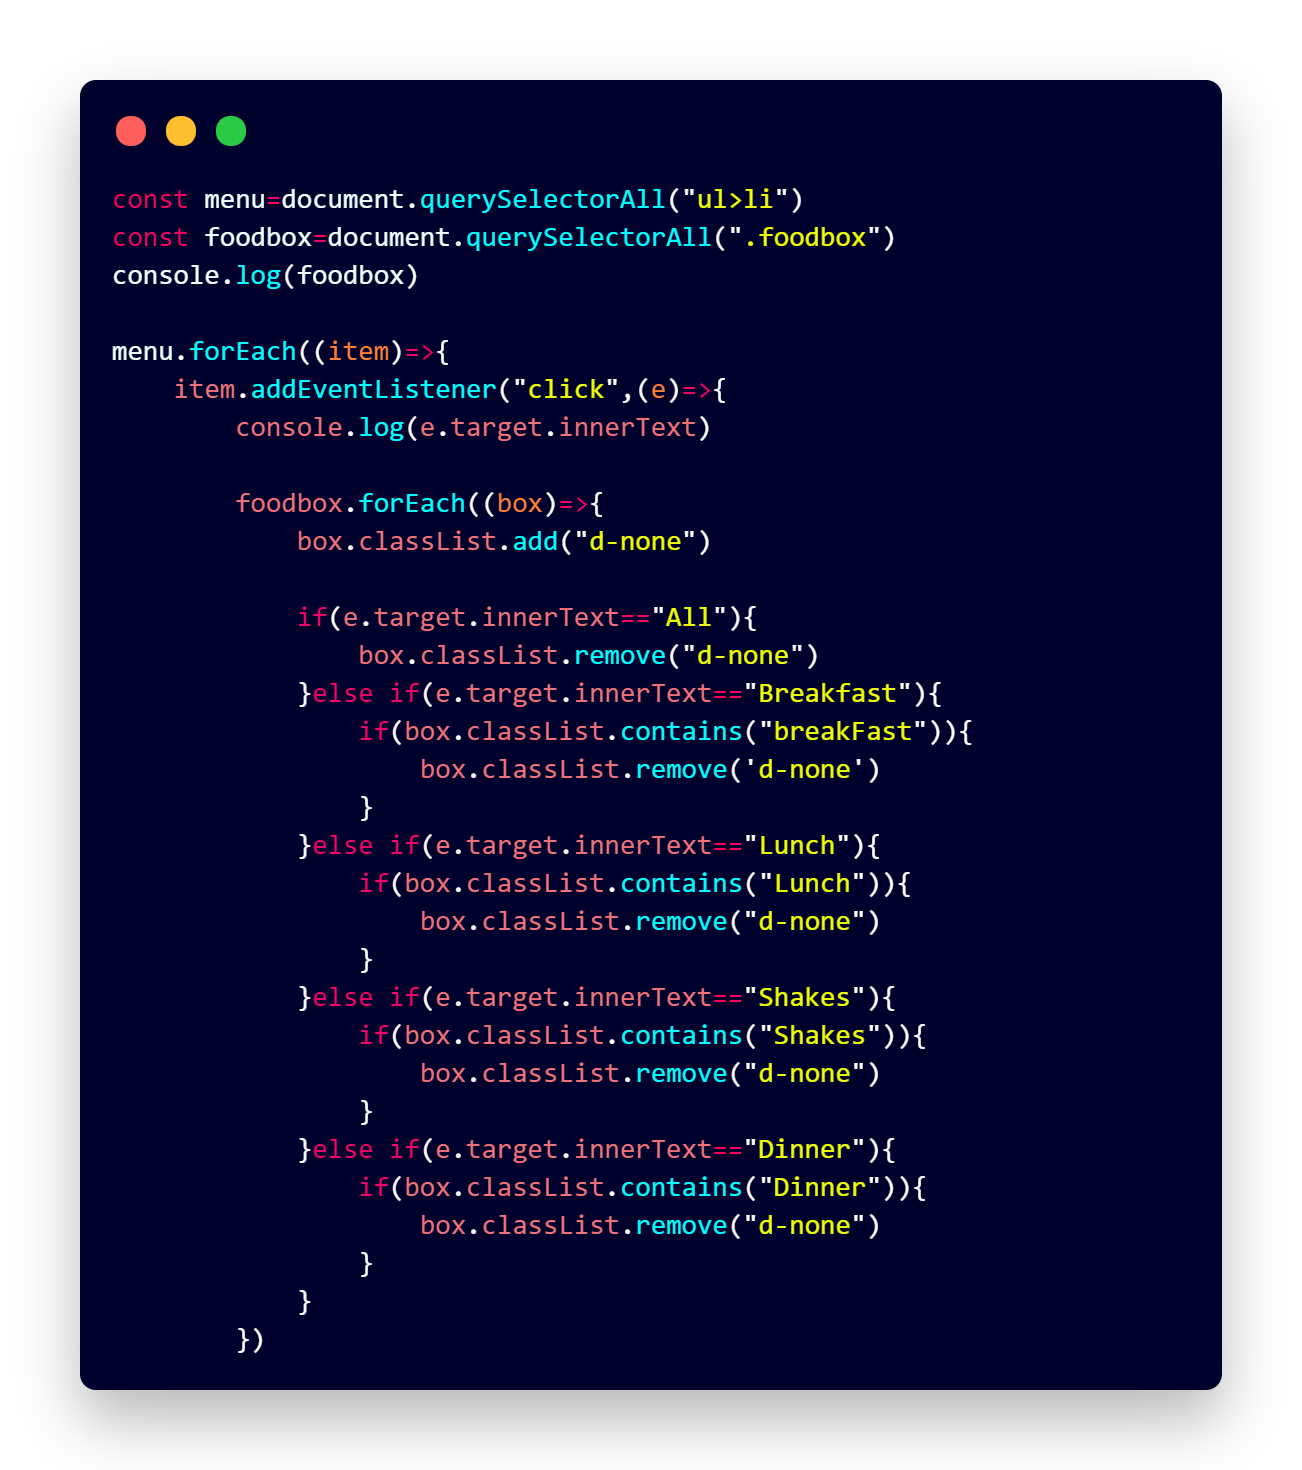 const menu=document.querySelectorAll("ul>li")
const foodbox=document.querySelectorAll(".foodbox")
console.log(foodbox)

menu.forEach((item)=>{
    item.addEventListener("click",(e)=>{
        console.log(e.target.innerText)

        foodbox.forEach((box)=>{
            box.classList.add("d-none")

            if(e.target.innerText=="All"){
                box.classList.remove("d-none")
            }else if(e.target.innerText=="Breakfast"){
                if(box.classList.contains("breakFast")){
                    box.classList.remove('d-none')
                }
            }else if(e.target.innerText=="Lunch"){
                if(box.classList.contains("Lunch")){
                    box.classList.remove("d-none")
                }
            }else if(e.target.innerText=="Shakes"){
                if(box.classList.contains("Shakes")){
                    box.classList.remove("d-none")
                }
            }else if(e.target.innerText=="Dinner"){
                if(box.classList.contains("Dinner")){
                    box.classList.remove("d-none")
                }
            }
        })